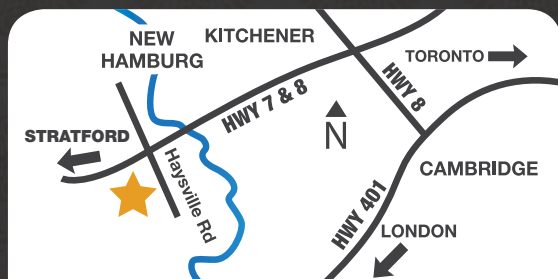 NEW
HAMBURG
KITCHENER
TORONTO
HWY 8
HWY 7 & 8
STRATFORD
N
Haysville Rd
CAMBRIDGE
HWY 401
LONDON